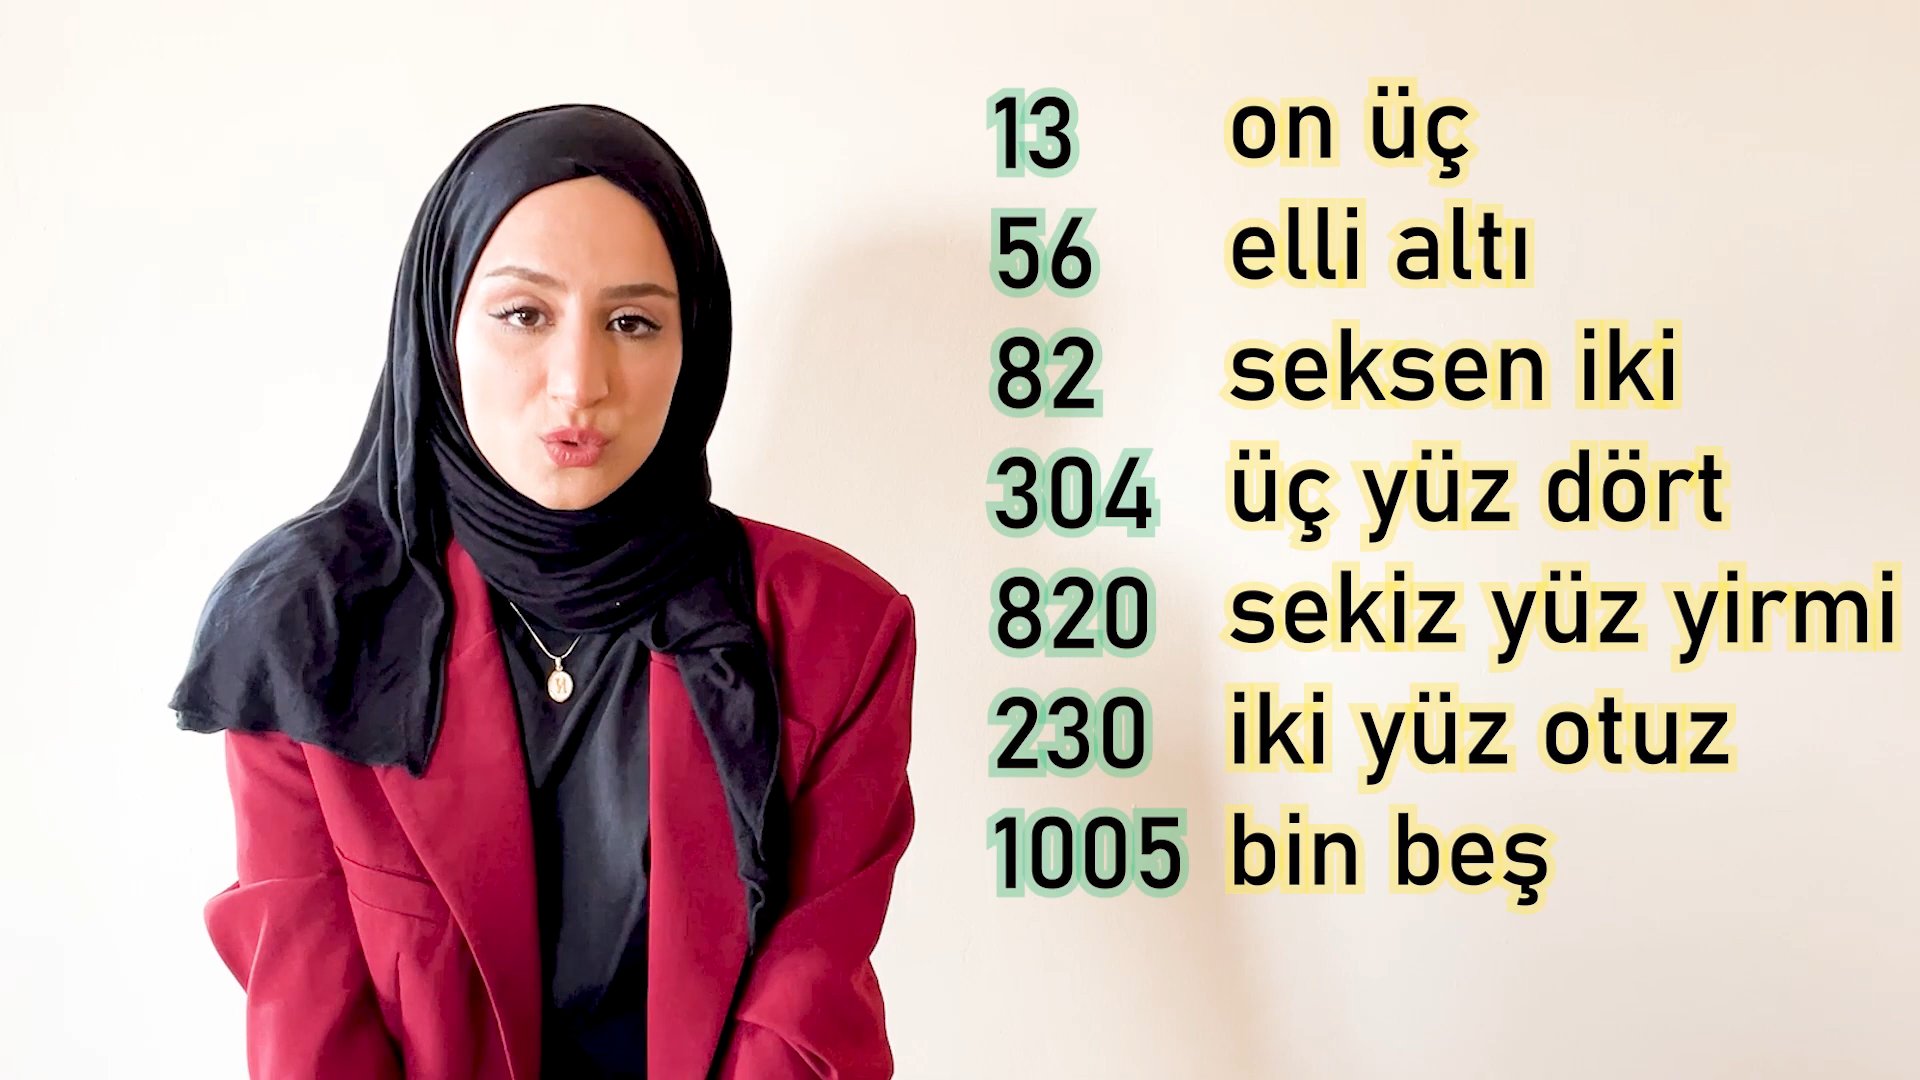 13 on üç
56 elli altı
82 seksen iki
304 üç yüz dört
820 sekiz yüz yirmi
230 iki yüz otuz
1005 bin beş